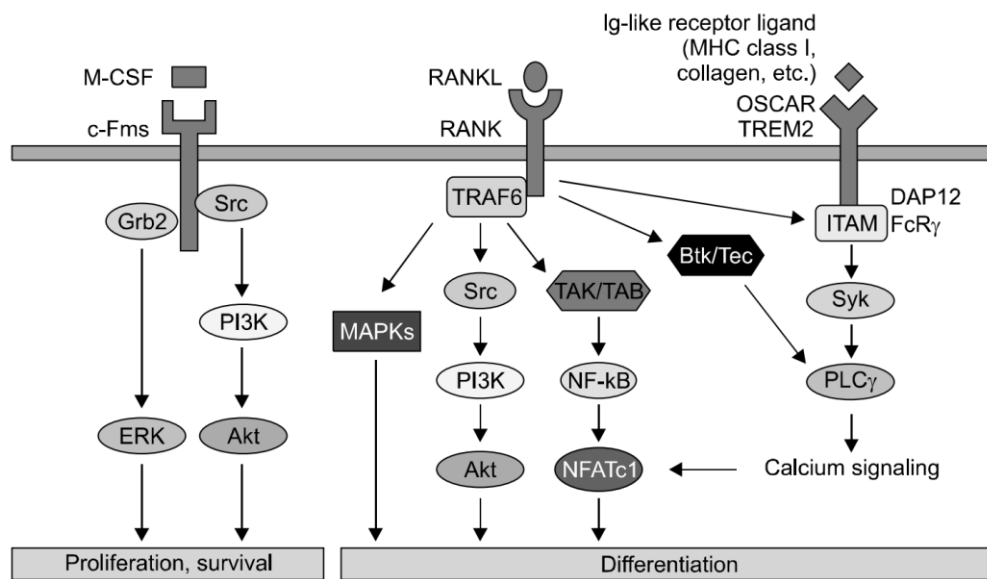 Ig-like receptor ligand
(MHC class I,
collagen, etc.)
M-CSF
RANKL
OSCAR
TREM2
c-Fms
RANK
Grb2
Src
TRAF6
DAP12
FcRγ
ITAM
Btk/Tec
Src
TAK/TAB
Syk
PI3K
MAPKs
PI3K
NF-kB
PLCγ
ERK
Akt
Akt
NFATc1
Calcium signaling
Proliferation, survival
Differentiation